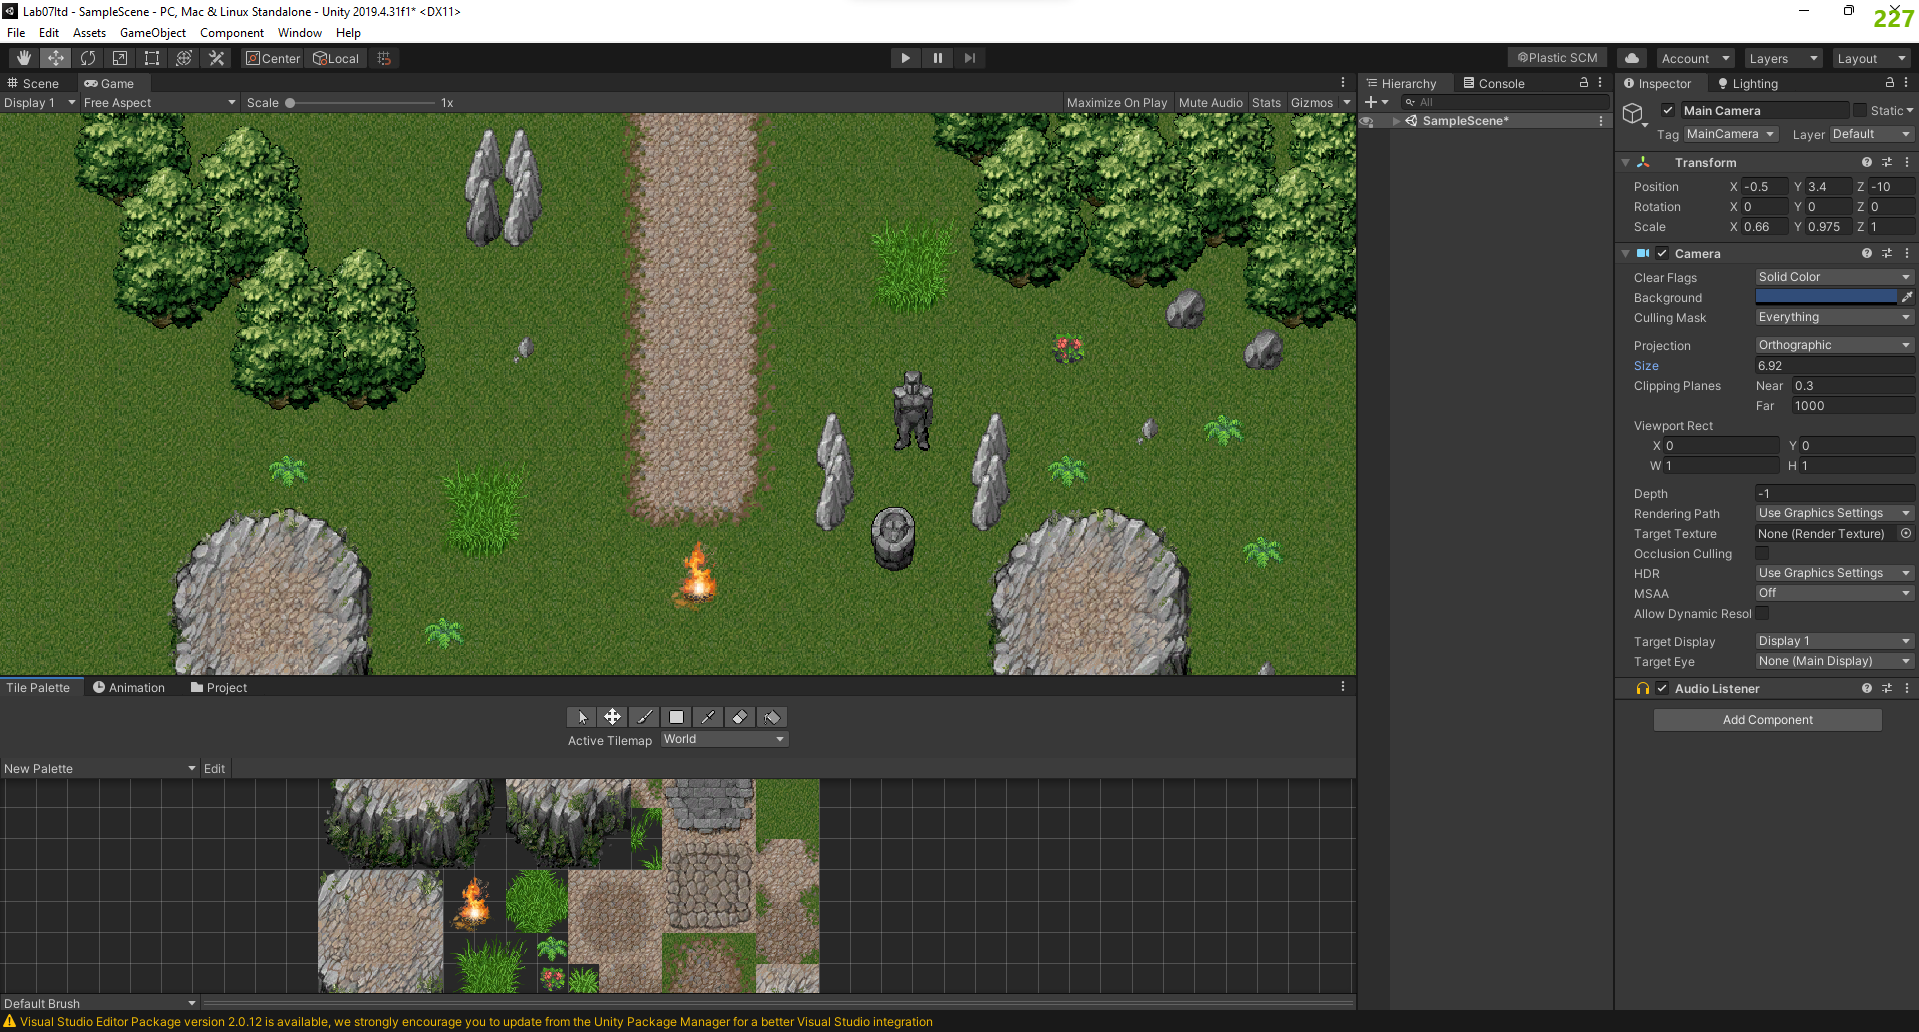 Lab07ltd - SampleScene - PC, Mac & Linux Standalone - Unity 2019.4.31f1* <DX11>
227
File Edit Assets GameObject Component Window Help
Center Local Plastic SCM Account Layers Layout
Scene Game Hierarchy Console Inspector Lighting
Display 1 Free Aspect Scale 1x Maximize On Play Mute Audio Stats Gizmos All
SampleScene*
Main Camera Static
Tag MainCamera Layer Default
Transform
Position X -0.5 Y 3.4 Z -10
Rotation X 0 Y 0 Z 0
Scale X 0.66 Y 0.975 Z 1
Camera
Clear Flags Solid Color
Background
Culling Mask Everything
Projection Orthographic
Size 6.92
Clipping Planes Near 0.3
Far 1000
Viewport Rect
X 0 Y 0
W 1 H 1
Depth -1
Rendering Path Use Graphics Settings
Target Texture None (Render Texture)
Occlusion Culling
HDR Use Graphics Settings
MSAA Off
Allow Dynamic Resol
Target Display Display 1
Target Eye None (Main Display)
Audio Listener
Add Component
Tile Palette Animation Project
Active Tilemap World
New Palette Edit
Default Brush
Visual Studio Editor Package version 2.0.12 is available, we strongly encourage you to update from the Unity Package Manager for a better Visual Studio integration